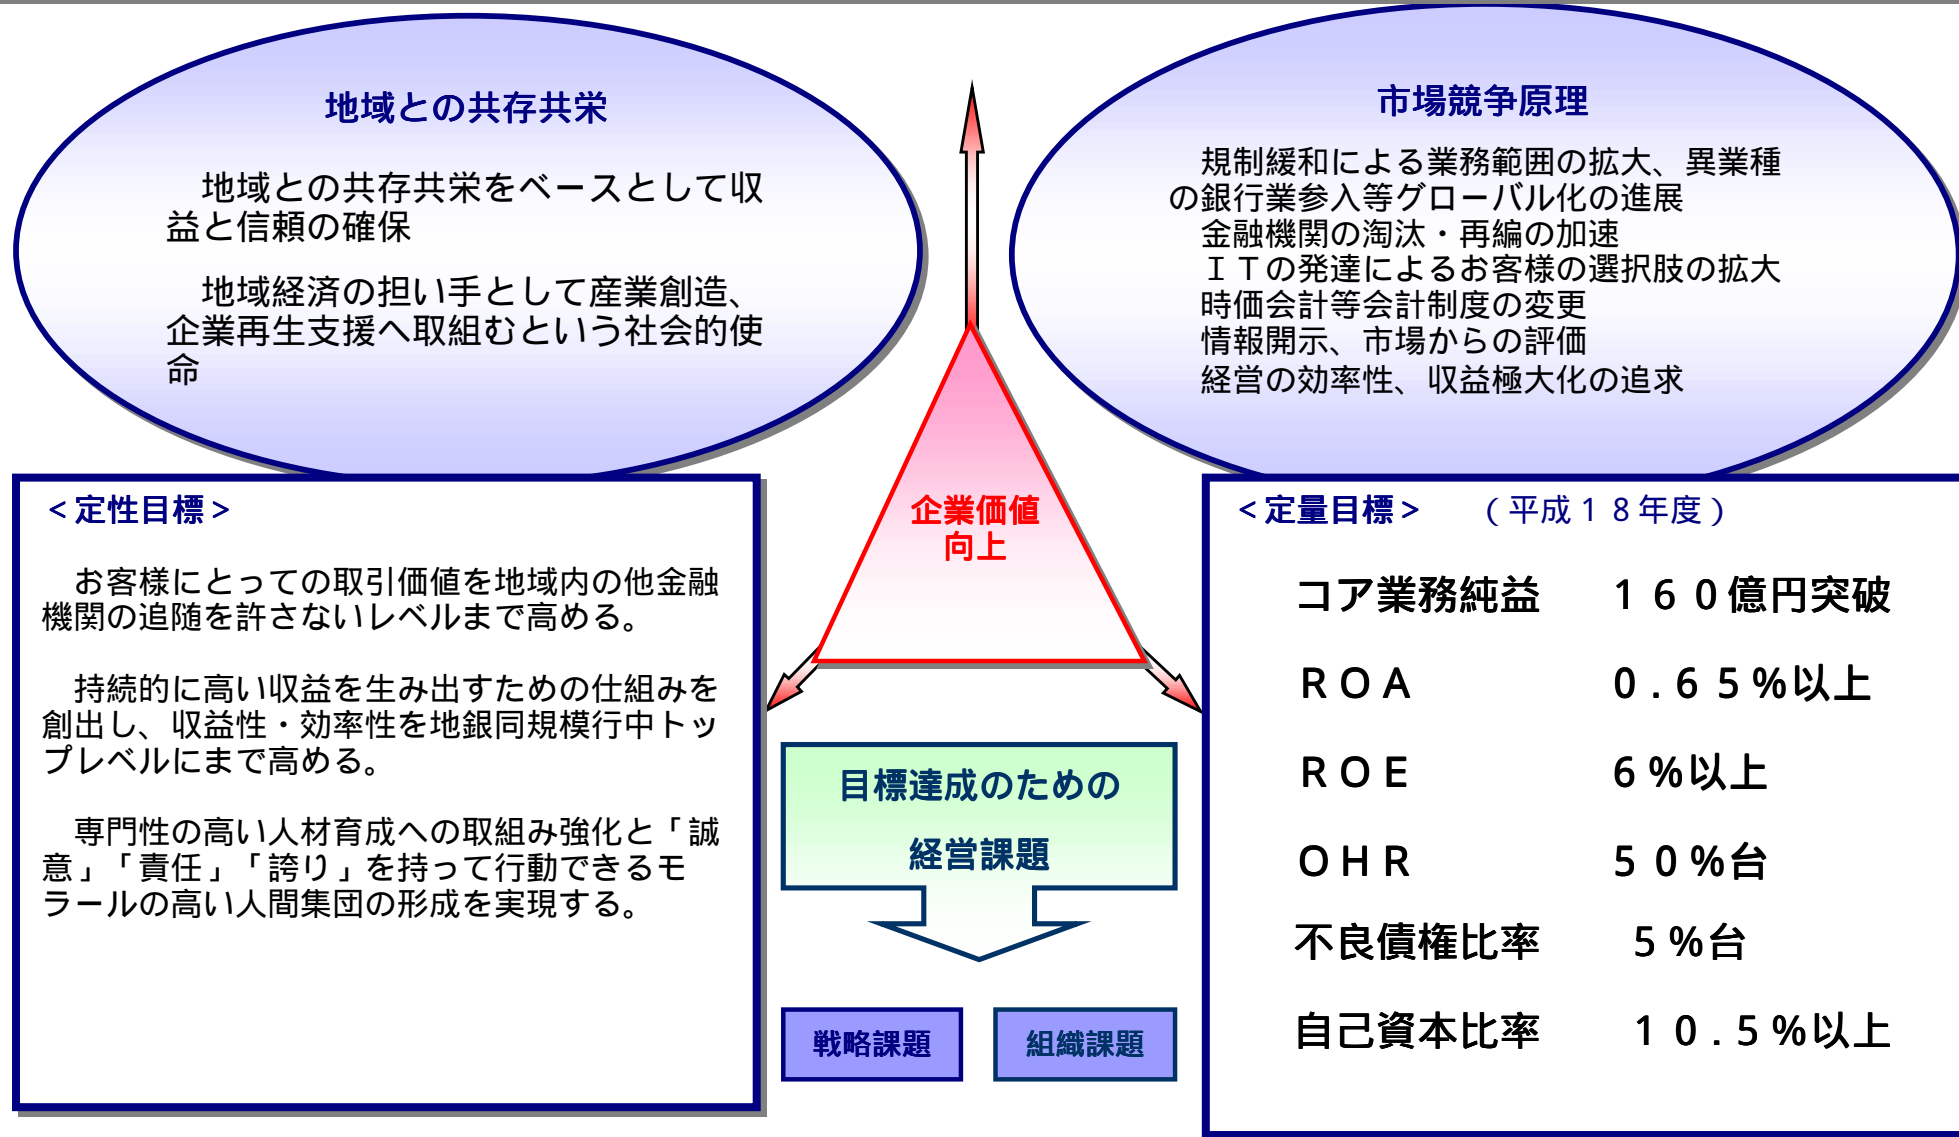 地域との共存共栄
地域との共存共栄をベースとして収
益と信頼の確保
地域経済の担い手として産業創造、
企業再生支援へ取組むという社会的使
命
市場競争原理
規制緩和による業務範囲の拡大、異業種
の銀行業参入等グローバル化の進展
金融機関の淘汰・再編の加速
ＩＴの発達によるお客様の選択肢の拡大
時価会計等会計制度の変更
情報開示、市場からの評価
経営の効率性、収益極大化の追求
企業価値
向上
＜定性目標＞
お客様にとっての取引価値を地域内の他金融
機関の追随を許さないレベルまで高める。
持続的に高い収益を生み出すための仕組みを
創出し、収益性・効率性を地銀同規模行中トッ
プレベルにまで高める。
専門性の高い人材育成への取組み強化と「誠
意」「責任」「誇り」を持って行動できるモ
ラールの高い人間集団の形成を実現する。
目標達成のための
経営課題
戦略課題
組織課題
＜定量目標＞　（平成１８年度）
コア業務純益　１６０億円突破
ＲＯＡ　０．６５％以上
ＲＯＥ　６％以上
ＯＨＲ　５０％台
不良債権比率　５％台
自己資本比率　１０．５％以上